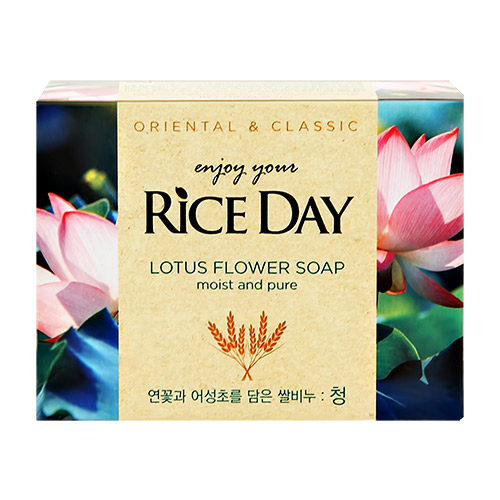 ORIENTAL & CLASSIC
enjoy your
RICE DAY
LOTUS FLOWER SOAP
moist and pure
연꽃과 어성초를 담은 쌀비누 : 청